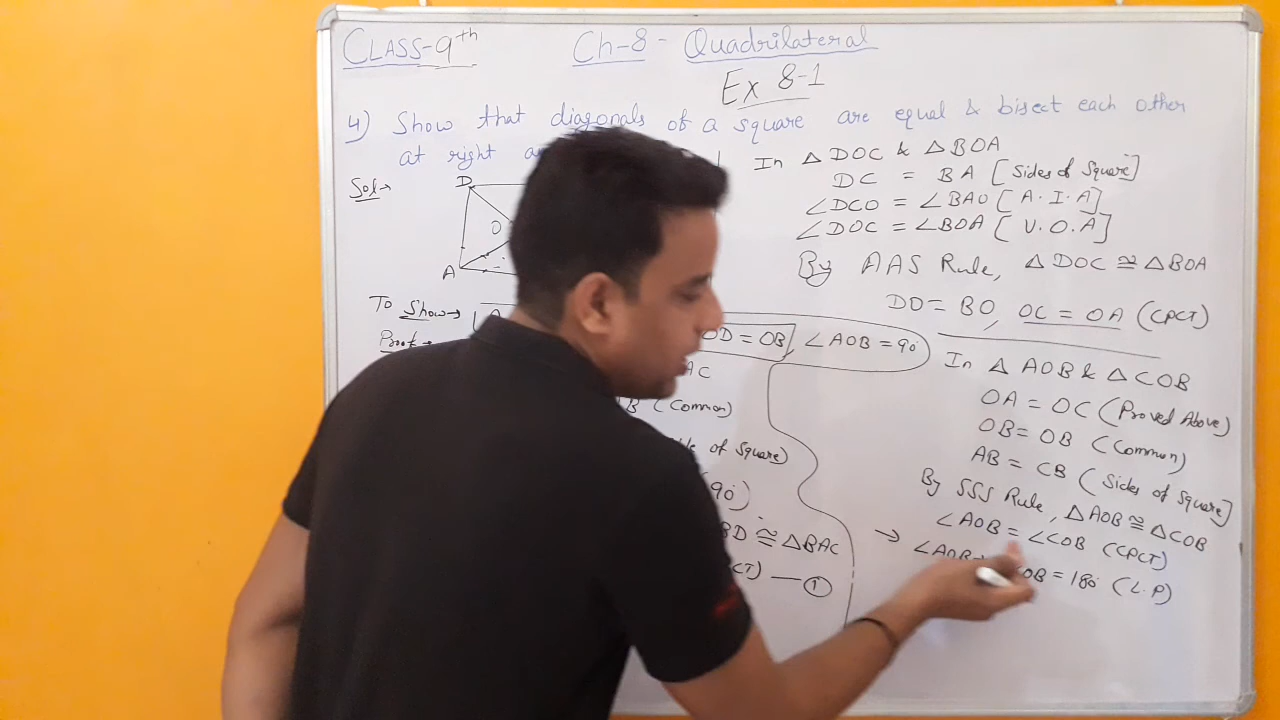 CLASS-9th Ch-8- Quadrilateral
Ex 8-1
4) Show that diagonals of a square are equal & bisect each other
at right
Sol→
D
O
A
To Show→
OD = OB, ∠AOB = 90°
Proof→
AC
(Common)
of Square)
90°)
BD ≅ △BAC
CT) — ①
In △DOC & △BOA
DC = BA [Sides of Square]
∠DCO = ∠BAO [A.I.A]
∠DOC = ∠BOA [V.O.A]
By AAS Rule, △DOC ≅ △BOA
DO = BO, OC = OA (CPCT)
In △AOB & △COB
OA = OC (Proved Above)
OB = OB (Common)
AB = CB (Sides of Square]
By SSS Rule, △AOB ≅ △COB
∠AOB = ∠COB (CPCT)
→ ∠AOB+ OB = 180° (L.P)